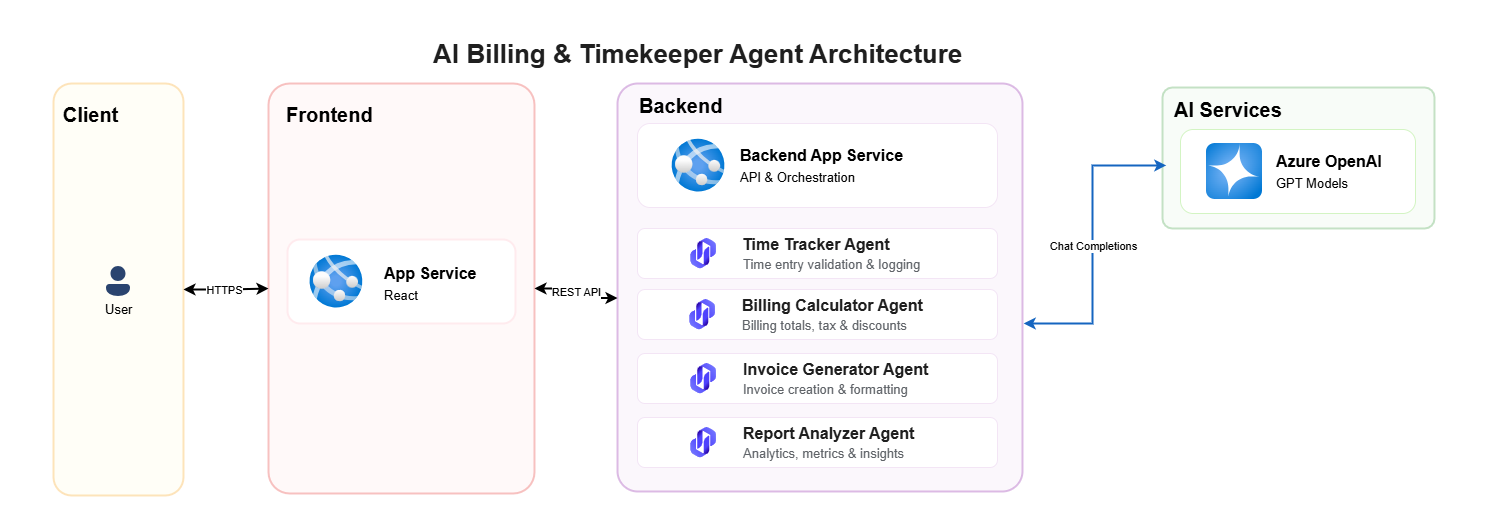 AI Billing & Timekeeper Agent Architecture
Client
User
HTTPS
Frontend
App Service
React
REST API
Backend
Backend App Service
API & Orchestration
Time Tracker Agent
Time entry validation & logging
Billing Calculator Agent
Billing totals, tax & discounts
Invoice Generator Agent
Invoice creation & formatting
Report Analyzer Agent
Analytics, metrics & insights
Chat Completions
AI Services
Azure OpenAI
GPT Models